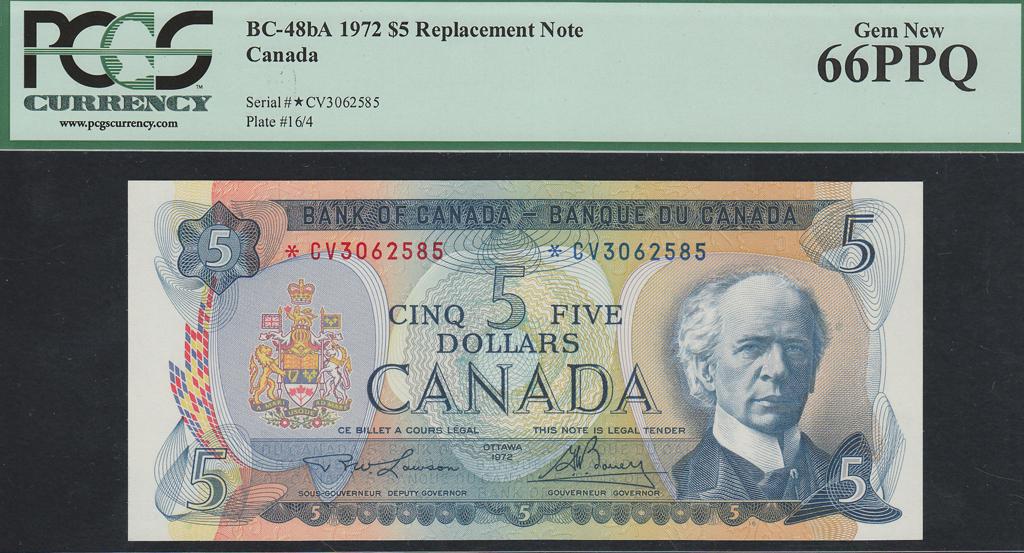 PCGS
CURRENCY
www.pcgscurrency.com
BC-48bA 1972 $5 Replacement Note
Canada
Serial #★CV3062585
Plate #16/4
Gem New
66PPQ
BANK OF CANADA – BANQUE DU CANADA
5
5
* CV3062585
* CV3062585
5
CINQ FIVE
DOLLARS
CANADA
CE BILLET A COURS LÉGAL
THIS NOTE IS LEGAL TENDER
OTTAWA
1972
R.W. Lawson
G.K. Bouey
SOUS-GOUVERNEUR DEPUTY GOVERNOR
GOUVERNEUR GOVERNOR
5
5
5
5
5